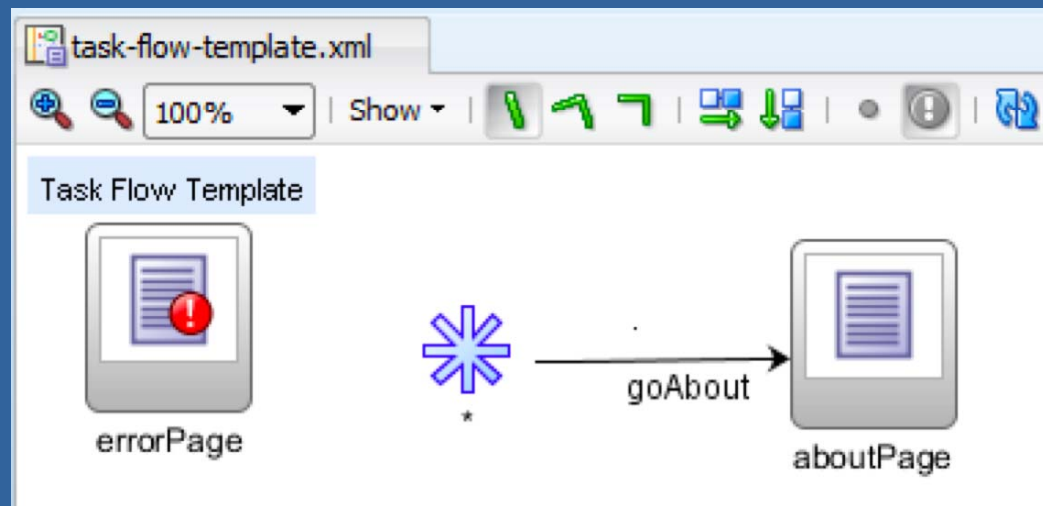 task-flow-template.xml
100% Show
Task Flow Template
goAbout
*
errorPage
aboutPage